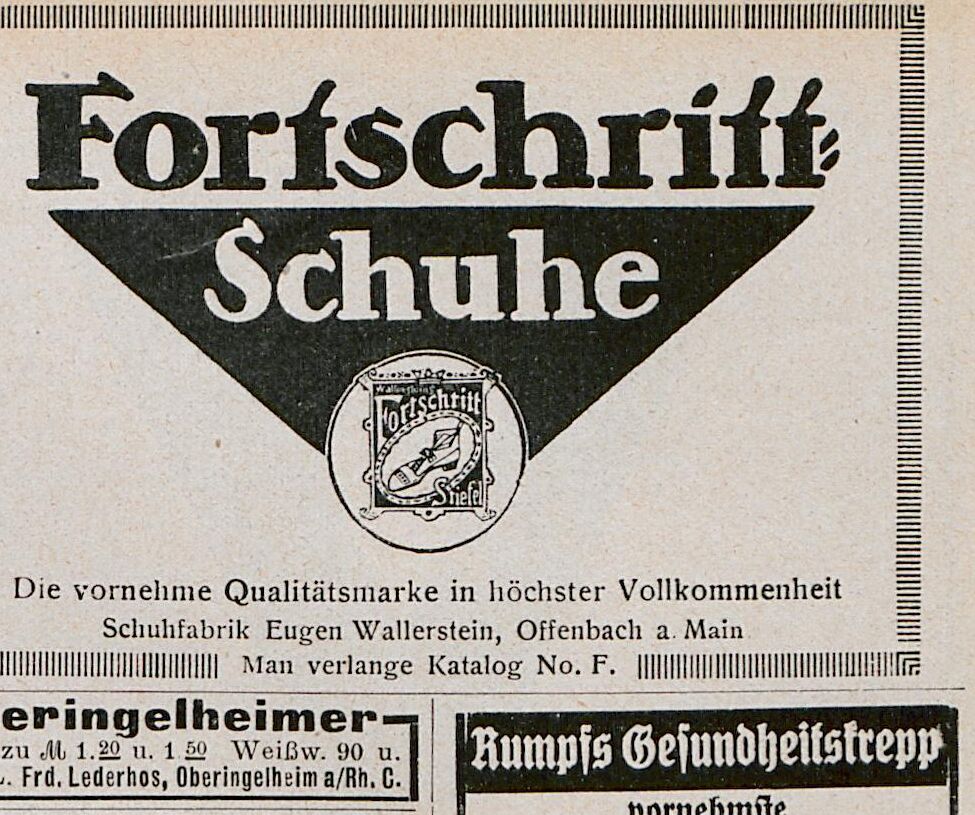 Fortschritt-
Schuhe
Wallerstein's
Fortschritt
Stiefel
Die vornehme Qualitätsmarke in höchster Vollkommenheit
Schuhfabrik Eugen Wallerstein, Offenbach a. Main
Man verlange Katalog No. F.
eringelheimer
zu ℳ 1.20 u. 1 50 Weißw. 90 u.
Frd. Lederhos, Oberingelheim a/Rh. C.
Rumpfs Gesundheitskrepp
vornehmste